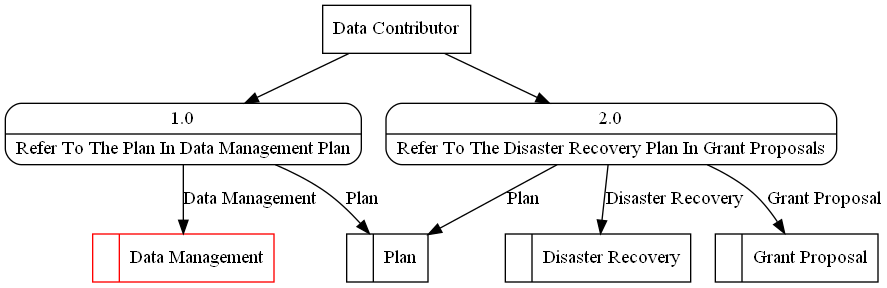 Data Contributor
1.0
Refer To The Plan In Data Management Plan
2.0
Refer To The Disaster Recovery Plan In Grant Proposals
Data Management
Plan
Plan
Disaster Recovery
Grant Proposal
Data Management
Plan
Disaster Recovery
Grant Proposal